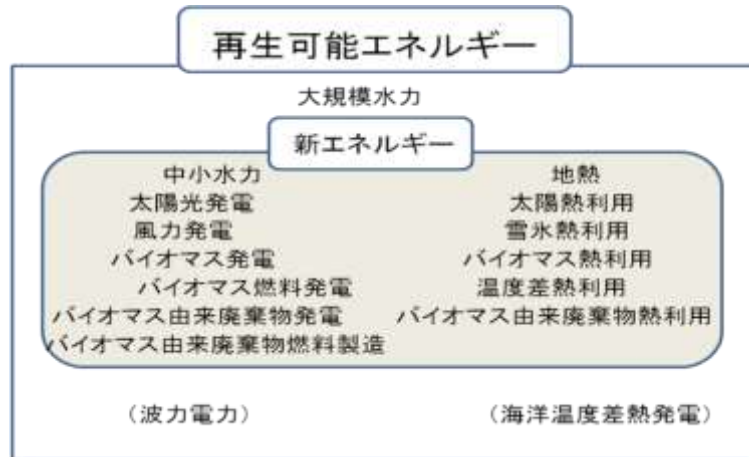 再生可能エネルギー
大規模水力
新エネルギー
中小水力 地熱
太陽光発電 太陽熱利用
風力発電 雪氷熱利用
バイオマス発電 バイオマス熱利用
バイオマス燃料発電 温度差熱利用
バイオマス由来廃棄物発電 バイオマス由来廃棄物熱利用
バイオマス由来廃棄物燃料製造
（波力電力） （海洋温度差熱発電）